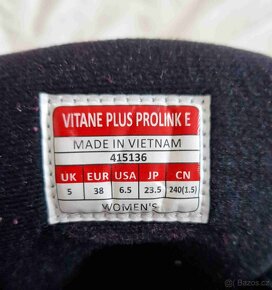 VITANE PLUS PROLINK E
MADE IN VIETNAM
415136
UK EUR USA JP CN
5 38 6.5 23.5 240(1.5)
WOMEN'S
Bazoš.cz